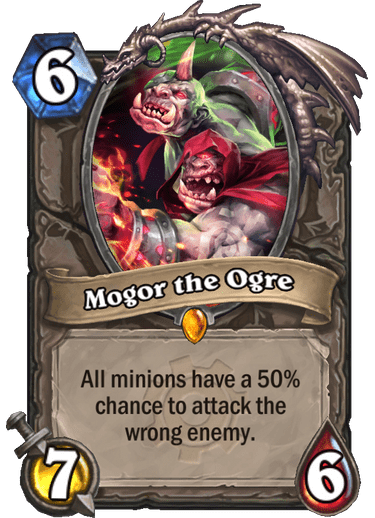 6
Mogor the Ogre
All minions have a 50%
chance to attack the
wrong enemy.
7
6